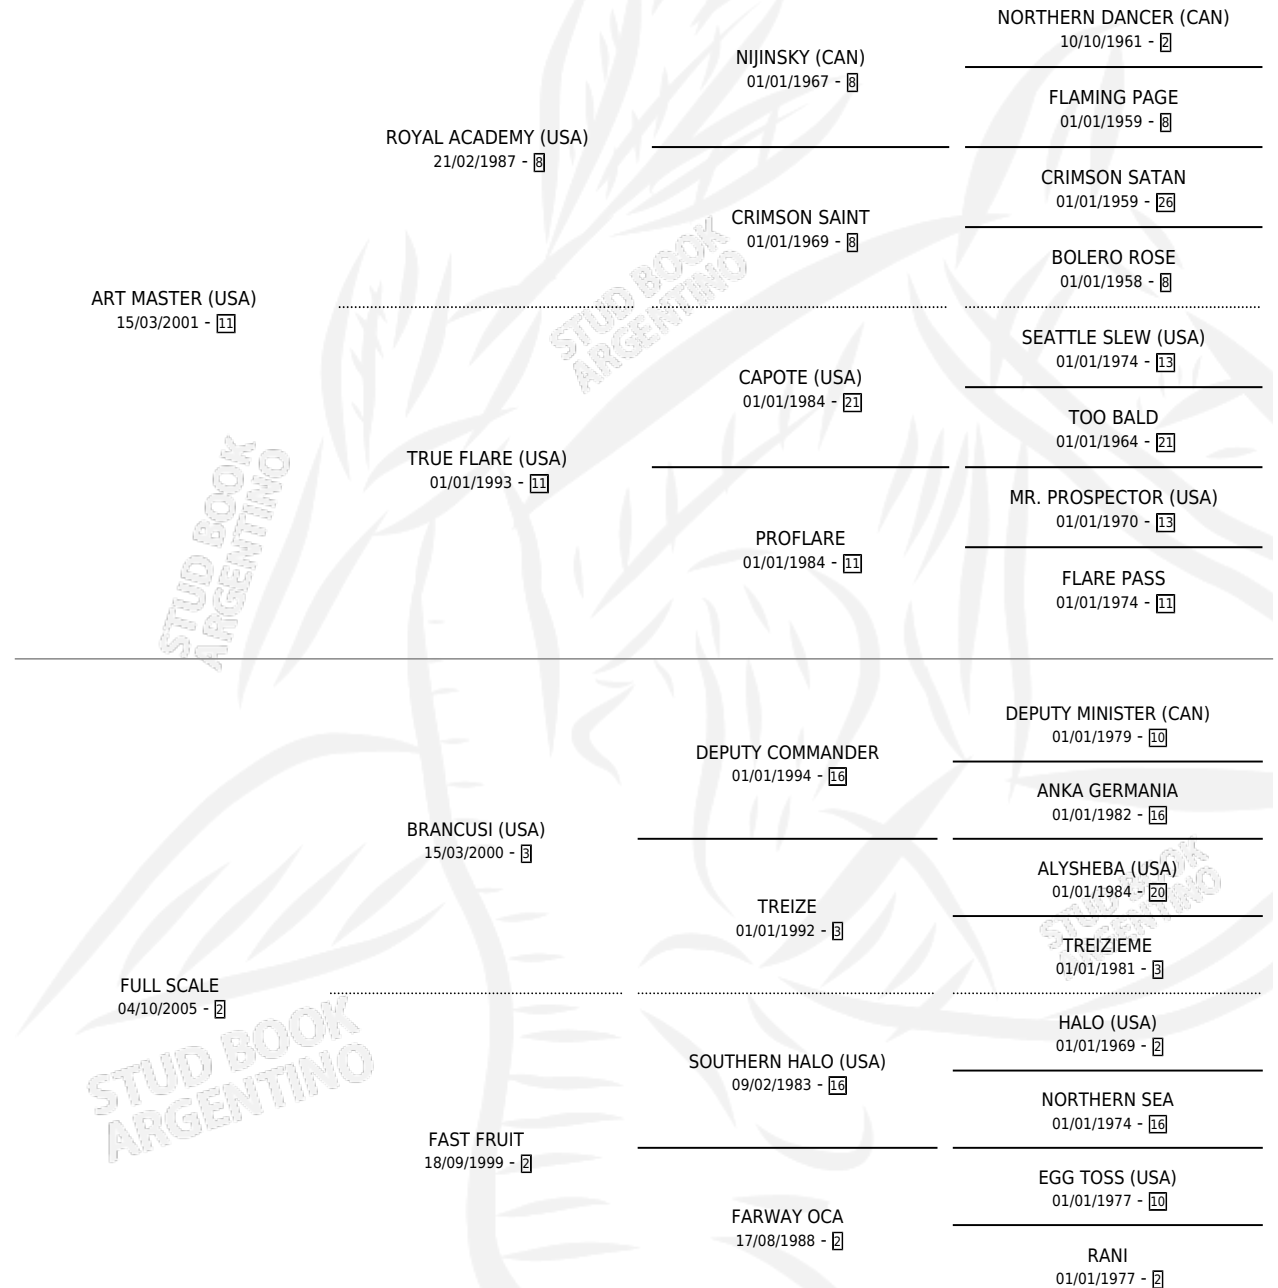 NORTHERN DANCER (CAN)
10/10/1961 - 2
NIJINSKY (CAN)
01/01/1967 - 8
FLAMING PAGE
01/01/1959 - 8
ROYAL ACADEMY (USA)
21/02/1987 - 8
CRIMSON SATAN
01/01/1959 - 26
CRIMSON SAINT
01/01/1969 - 8
BOLERO ROSE
01/01/1958 - 8
ART MASTER (USA)
15/03/2001 - 11
STUD BOOK
ARGENTINO
SEATTLE SLEW (USA)
01/01/1974 - 13
CAPOTE (USA)
01/01/1984 - 21
TOO BALD
01/01/1964 - 21
TRUE FLARE (USA)
01/01/1993 - 11
MR. PROSPECTOR (USA)
01/01/1970 - 13
PROFLARE
01/01/1984 - 11
FLARE PASS
01/01/1974 - 11
STUD BOOK
ARGENTINO
DEPUTY MINISTER (CAN)
01/01/1979 - 10
DEPUTY COMMANDER
01/01/1994 - 16
ANKA GERMANIA
01/01/1982 - 16
BRANCUSI (USA)
15/03/2000 - 3
ALYSHEBA (USA)
01/01/1984 - 20
STUD BOOK
ARGENTINO
TREIZE
01/01/1992 - 3
TREIZIEME
01/01/1981 - 3
FULL SCALE
04/10/2005 - 2
STUD BOOK
ARGENTINO
HALO (USA)
01/01/1969 - 2
SOUTHERN HALO (USA)
09/02/1983 - 16
NORTHERN SEA
01/01/1974 - 16
FAST FRUIT
18/09/1999 - 2
EGG TOSS (USA)
01/01/1977 - 10
FARWAY OCA
17/08/1988 - 2
RANI
01/01/1977 - 2